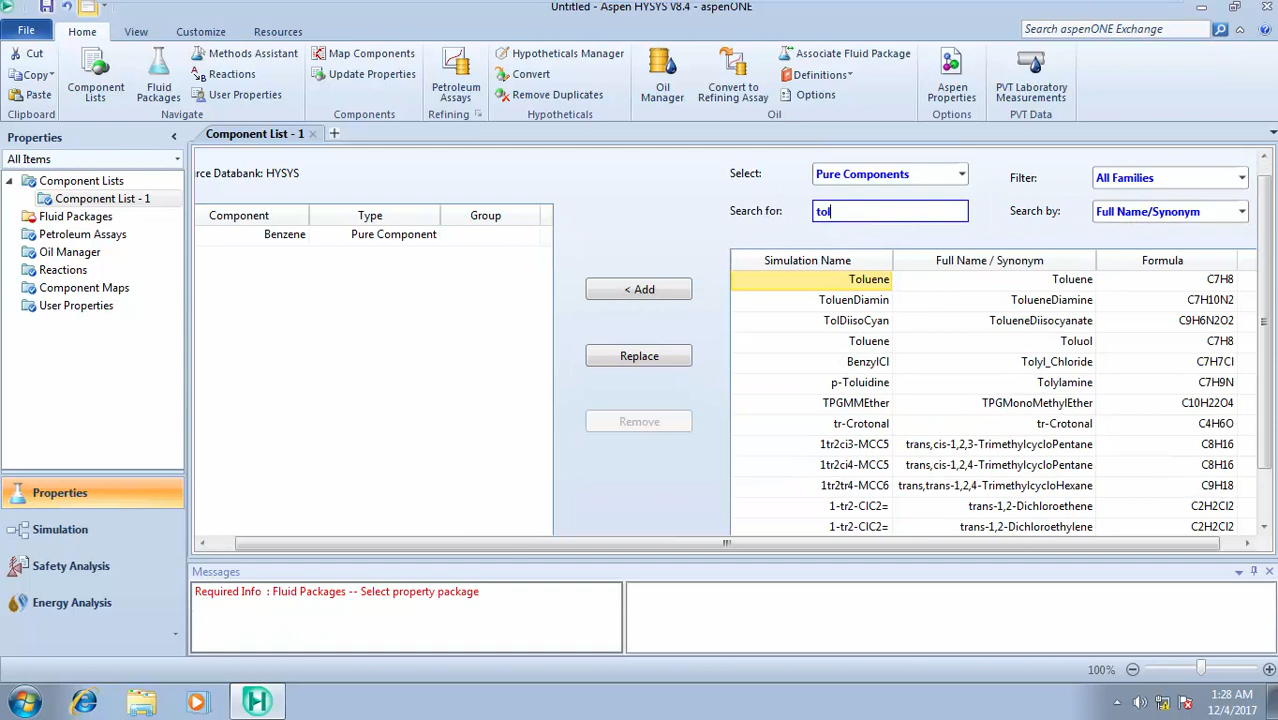 Untitled - Aspen HYSYS V8.4 - aspenONE
File
Home
View
Customize
Resources
Search aspenONE Exchange
Cut
Copy
Paste
Clipboard
Component Lists
Fluid Packages
Methods Assistant
Reactions
User Properties
Navigate
Map Components
Update Properties
Components
Petroleum Assays
Refining
Hypotheticals Manager
Convert
Remove Duplicates
Hypotheticals
Oil Manager
Convert to Refining Assay
Associate Fluid Package
Definitions
Options
Oil
Aspen Properties
Options
PVT Laboratory Measurements
PVT Data
Properties
All Items
Component Lists
Component List - 1
Fluid Packages
Petroleum Assays
Oil Manager
Reactions
Component Maps
User Properties
Properties
Simulation
Safety Analysis
Energy Analysis
Component List - 1
rce Databank: HYSYS
Component Type Group
Benzene Pure Component
< Add
Replace
Remove
Select: Pure Components
Filter: All Families
Search for: tol
Search by: Full Name/Synonym
Simulation Name Full Name / Synonym Formula
Toluene Toluene C7H8
ToluenDiamin TolueneDiamine C7H10N2
TolDiisoCyan TolueneDiisocyanate C9H6N2O2
Toluene Toluol C7H8
BenzylCl Tolyl_Chloride C7H7Cl
p-Toluidine Tolylamine C7H9N
TPGMMEther TPGMonoMethylEther C10H22O4
tr-Crotonal tr-Crotonal C4H6O
1tr2ci3-MCC5 trans,cis-1,2,3-TrimethylcycloPentane C8H16
1tr2ci4-MCC5 trans,cis-1,2,4-TrimethylcycloPentane C8H16
1tr2tr4-MCC6 trans,trans-1,2,4-TrimethylcycloHexane C9H18
1-tr2-ClC2= trans-1,2-Dichloroethene C2H2Cl2
1-tr2-ClC2= trans-1,2-Dichloroethylene C2H2Cl2
Messages
Required Info : Fluid Packages -- Select property package
100%
1:28 AM
12/4/2017